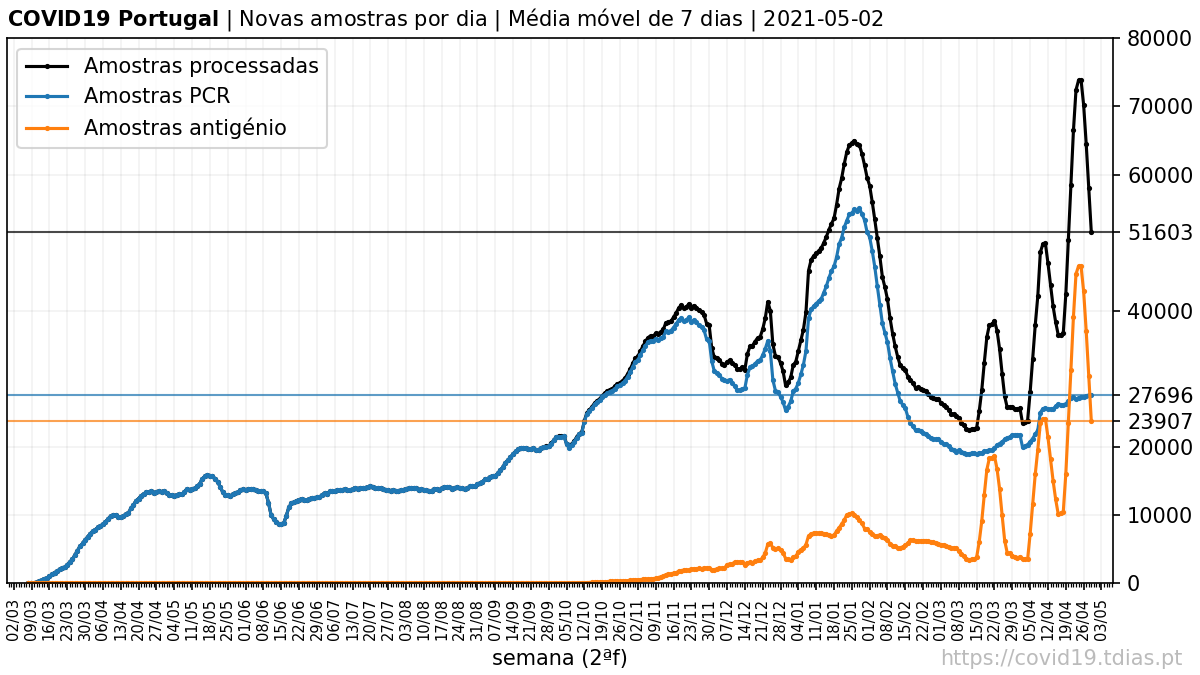 COVID19 Portugal | Novas amostras por dia | Média móvel de 7 dias | 2021-05-02
Amostras processadas
Amostras PCR
Amostras antigénio
80000
70000
60000
51603
40000
27696
23907
20000
10000
0
02/03 09/03 16/03 23/03 30/03 06/04 13/04 20/04 27/04 04/05 11/05 18/05 25/05 01/06 08/06 15/06 22/06 29/06 06/07 13/07 20/07 27/07 03/08 10/08 17/08 24/08 31/08 07/09 14/09 21/09 28/09 05/10 12/10 19/10 26/10 02/11 09/11 16/11 23/11 30/11 07/12 14/12 21/12 28/12 04/01 11/01 18/01 25/01 01/02 08/02 15/02 22/02 01/03 08/03 15/03 22/03 29/03 05/04 12/04 19/04 26/04 03/05
semana (2ªf)
https://covid19.tdias.pt